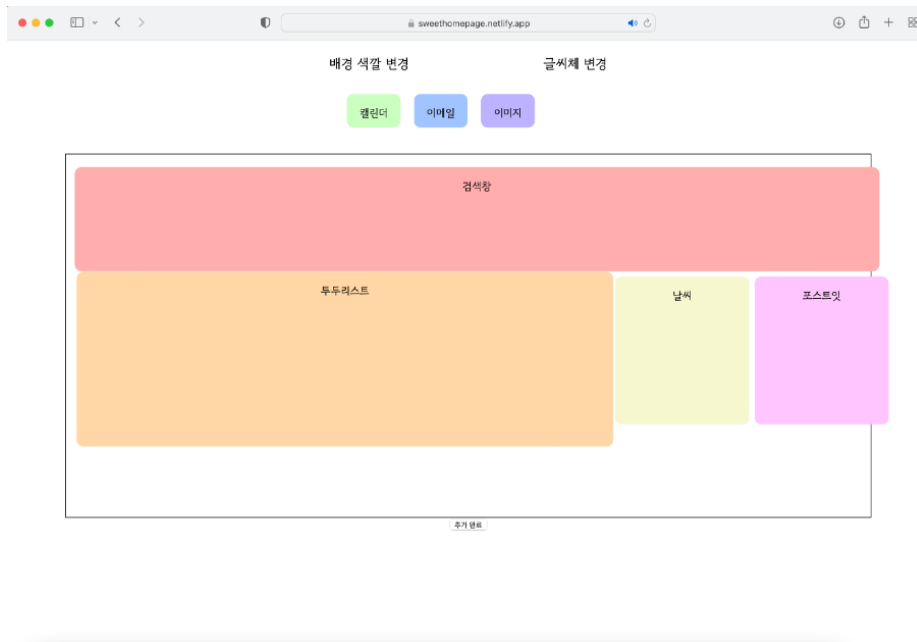 sweethomepage.netlify.app
배경 색깔 변경 글씨체 변경
캘린더 이메일 이미지
검색창
투두리스트 날씨 포스트잇
추가 완료